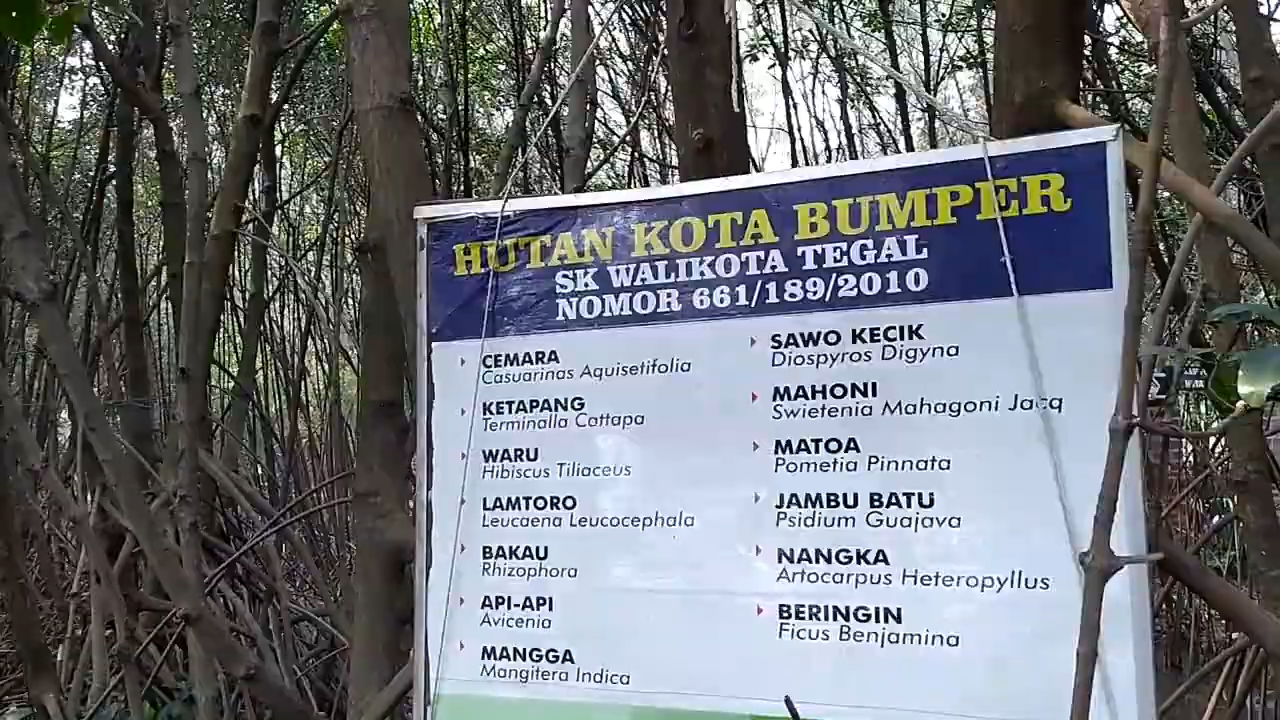 HUTAN KOTA BUMPER
SK WALIKOTA TEGAL
NOMOR 661/189/2010
CEMARA
Casuarinas Aquisetifolia
KETAPANG
Terminalla Cattapa
WARU
Hibiscus Tiliaceus
LAMTORO
Leucaena Leucocephala
BAKAU
Rhizophora
API-API
Avicenia
MANGGA
Mangitera Indica
SAWO KECIK
Diospyros Digyna
MAHONI
Swietenia Mahagoni Jacq
MATOA
Pometia Pinnata
JAMBU BATU
Psidium Guajava
NANGKA
Artocarpus Heteropyllus
BERINGIN
Ficus Benjamina